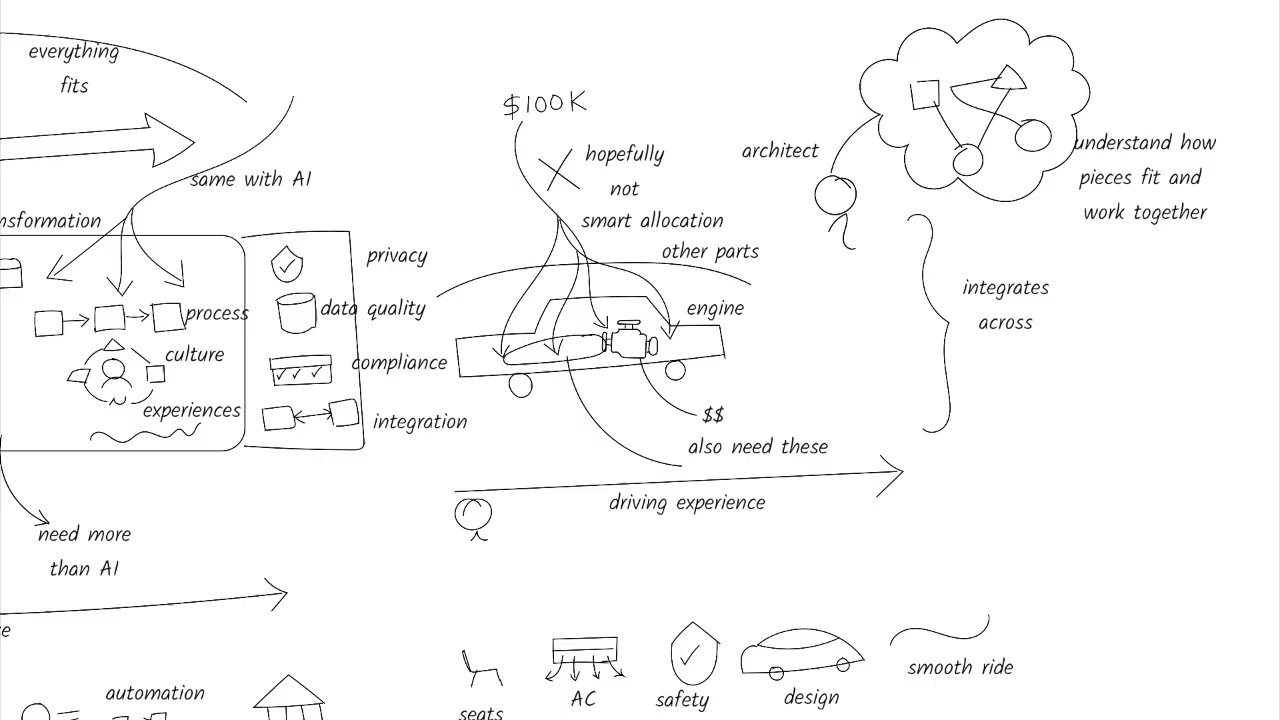 everything
fits
same with AI
nsformation
privacy
data quality
process
culture
compliance
experiences
integration
need more
than AI
automation
$100K
hopefully
not
smart allocation
other parts
engine
$$
also need these
driving experience
architect
understand how
pieces fit and
work together
integrates
across
seats
AC
safety
design
smooth ride